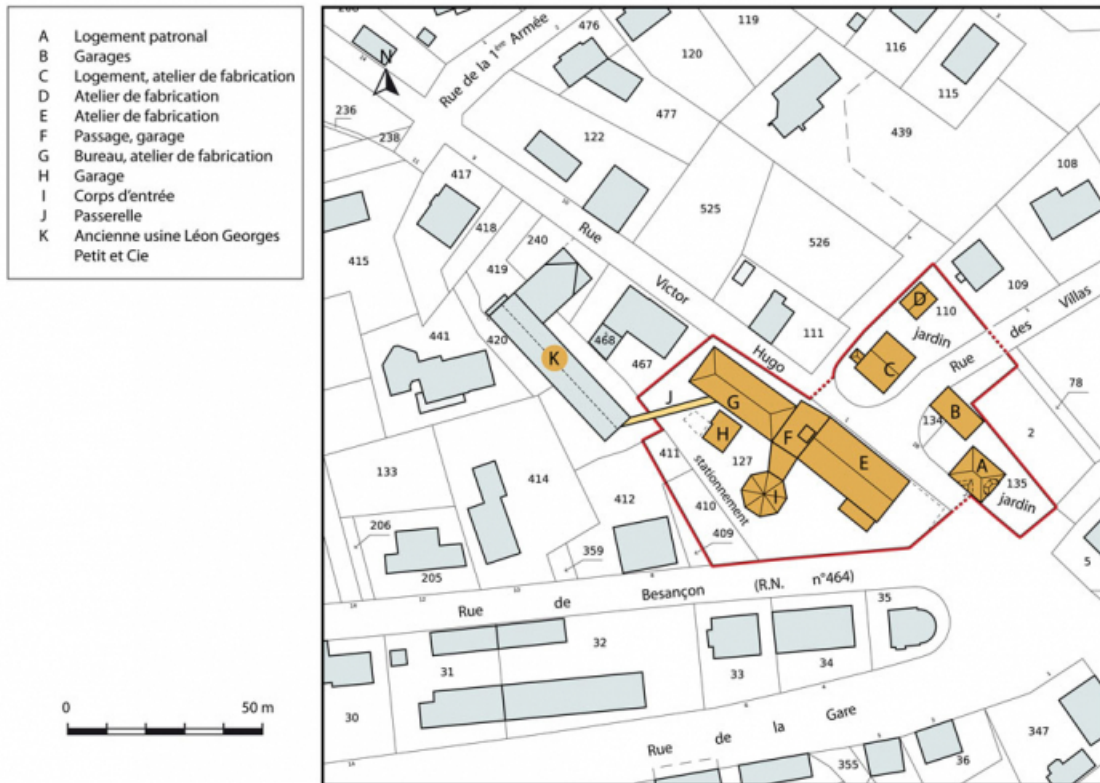 A Logement patronal
B Garages
C Logement, atelier de fabrication
D Atelier de fabrication
E Atelier de fabrication
F Passage, garage
G Bureau, atelier de fabrication
H Garage
I Corps d'entrée
J Passerelle
K Ancienne usine Léon Georges
Petit et Cie
0 50 m
N
Rue de la 1ère Armée
476
119
120
116
115
236
238
477
439
122
417
108
418
525
415
240
526
419
Rue Victor Hugo
109
Rue des Villas
D
110
jardin
441
420
K
468
467
111
C
J
G
78
B
134
2
H
F
E
127
A
135
jardin
133
414
411
stationnement
I
412
410
206
359
409
205
5
Rue de Besançon (R.N. n°464)
35
32
31
33
34
30
Rue de la Gare
347
355
36